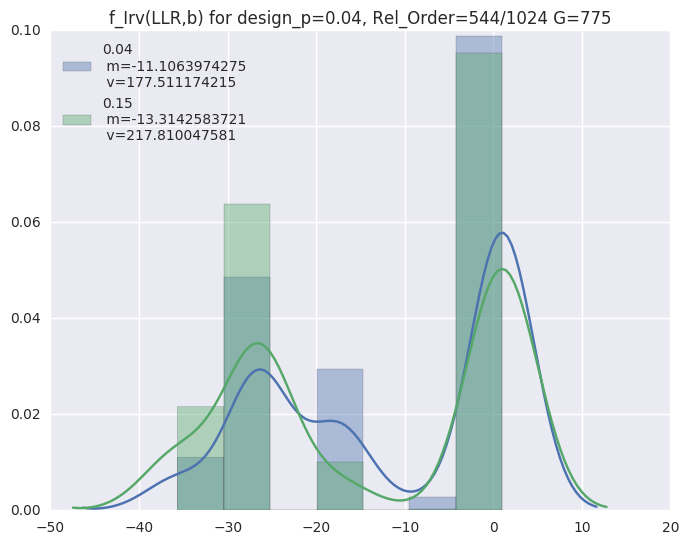 f_Irv(LLR,b) for design_p=0.04, Rel_Order=544/1024 G=775
0.04
m=-11.1063974275
v=177.511174215
0.15
m=-13.3142583721
v=217.810047581
0.10
0.08
0.06
0.04
0.02
0.00
−50 −40 −30 −20 −10 0 10 20